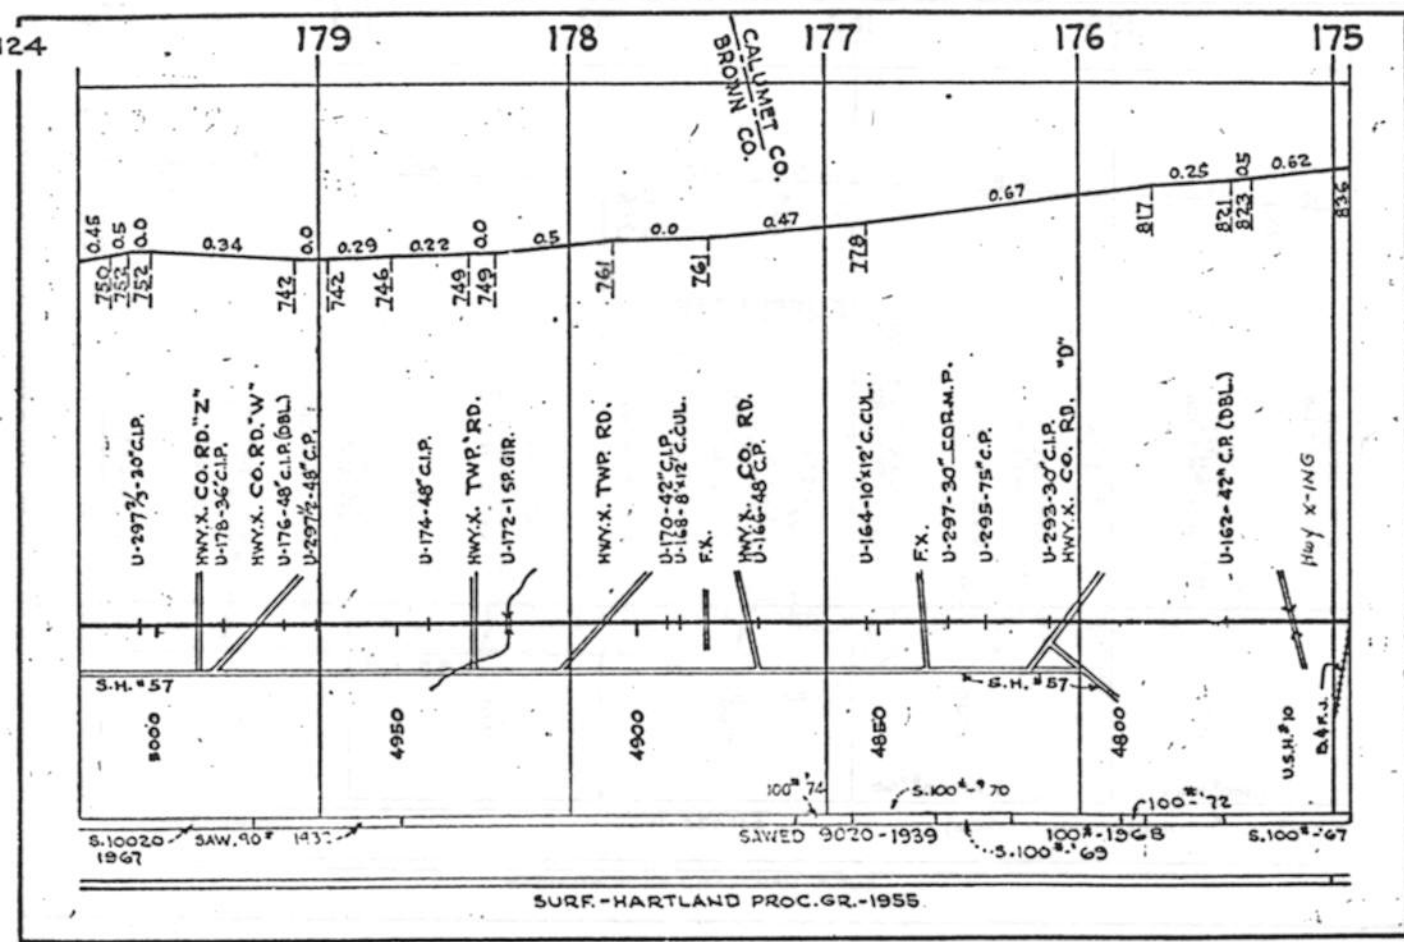 124
179
178
177
176
175
CALUMET CO.
BROWN CO.
0.45
0.5
0.0
0.34
0.0
0.29
0.22
0.0
0.5
0.0
0.47
0.67
0.25
0.5
0.62
750
752
752
742
742
746
749
749
761
761
778
817
821
823
836
U-297⅔-30"C.I.P.
HWY.X. CO. RD. "Z"
U-178-36"C.I.P.
HWY.X. CO. RD. "W"
U-176-48"C.I.P.(DBL)
U-297½-48"C.P.
U-174-48"C.I.P.
HWY.X. TWP. RD.
U-172-1 SP. GIR.
HWY.X. TWP. RD.
U-170-42"C.I.P.
U-168-8'x12'C.CUL.
F.X.
HWY.X. CO. RD.
U-166-48"C.P.
U-164-10'x12'C.CUL.
F.X.
U-297-30"COR.M.P.
U-295-75"C.P.
U-293-30"C.I.P.
HWY.X. CO. RD. "D"
U-162-42"C.P.(DBL.)
HWY X-ING
S.H.#57
S.H.#57
5000
4950
4900
4850
4800
U.S.H.#10
D.&F.J.
100#-'74
S.100#-'70
100#-'72
S.10020
1967
SAW.90#
SAWED 9020-1939
S.100#-'69
100#-1968
S.100#-'67
SURF.-HARTLAND PROC.GR.-1955